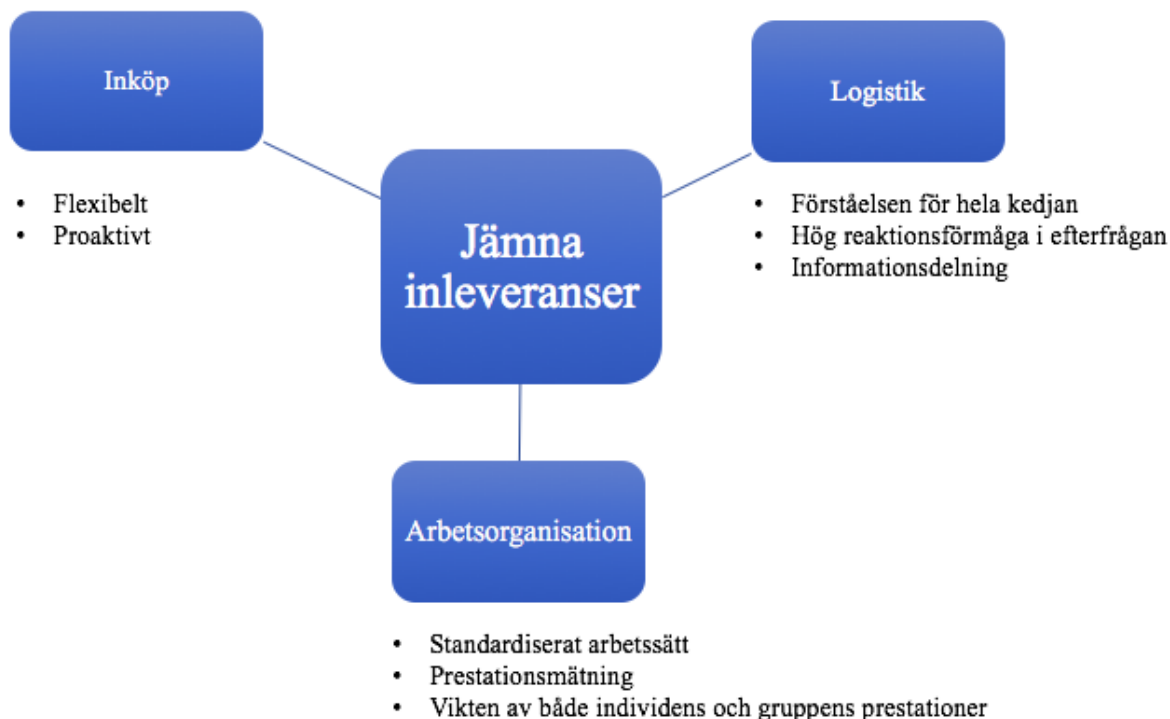 Inköp
• Flexibelt
• Proaktivt
Logistik
• Förståelsen för hela kedjan
• Hög reaktionsförmåga i efterfrågan
• Informationsdelning
Jämna
inleveranser
Arbetsorganisation
• Standardiserat arbetssätt
• Prestationsmätning
• Vikten av både individens och gruppens prestationer